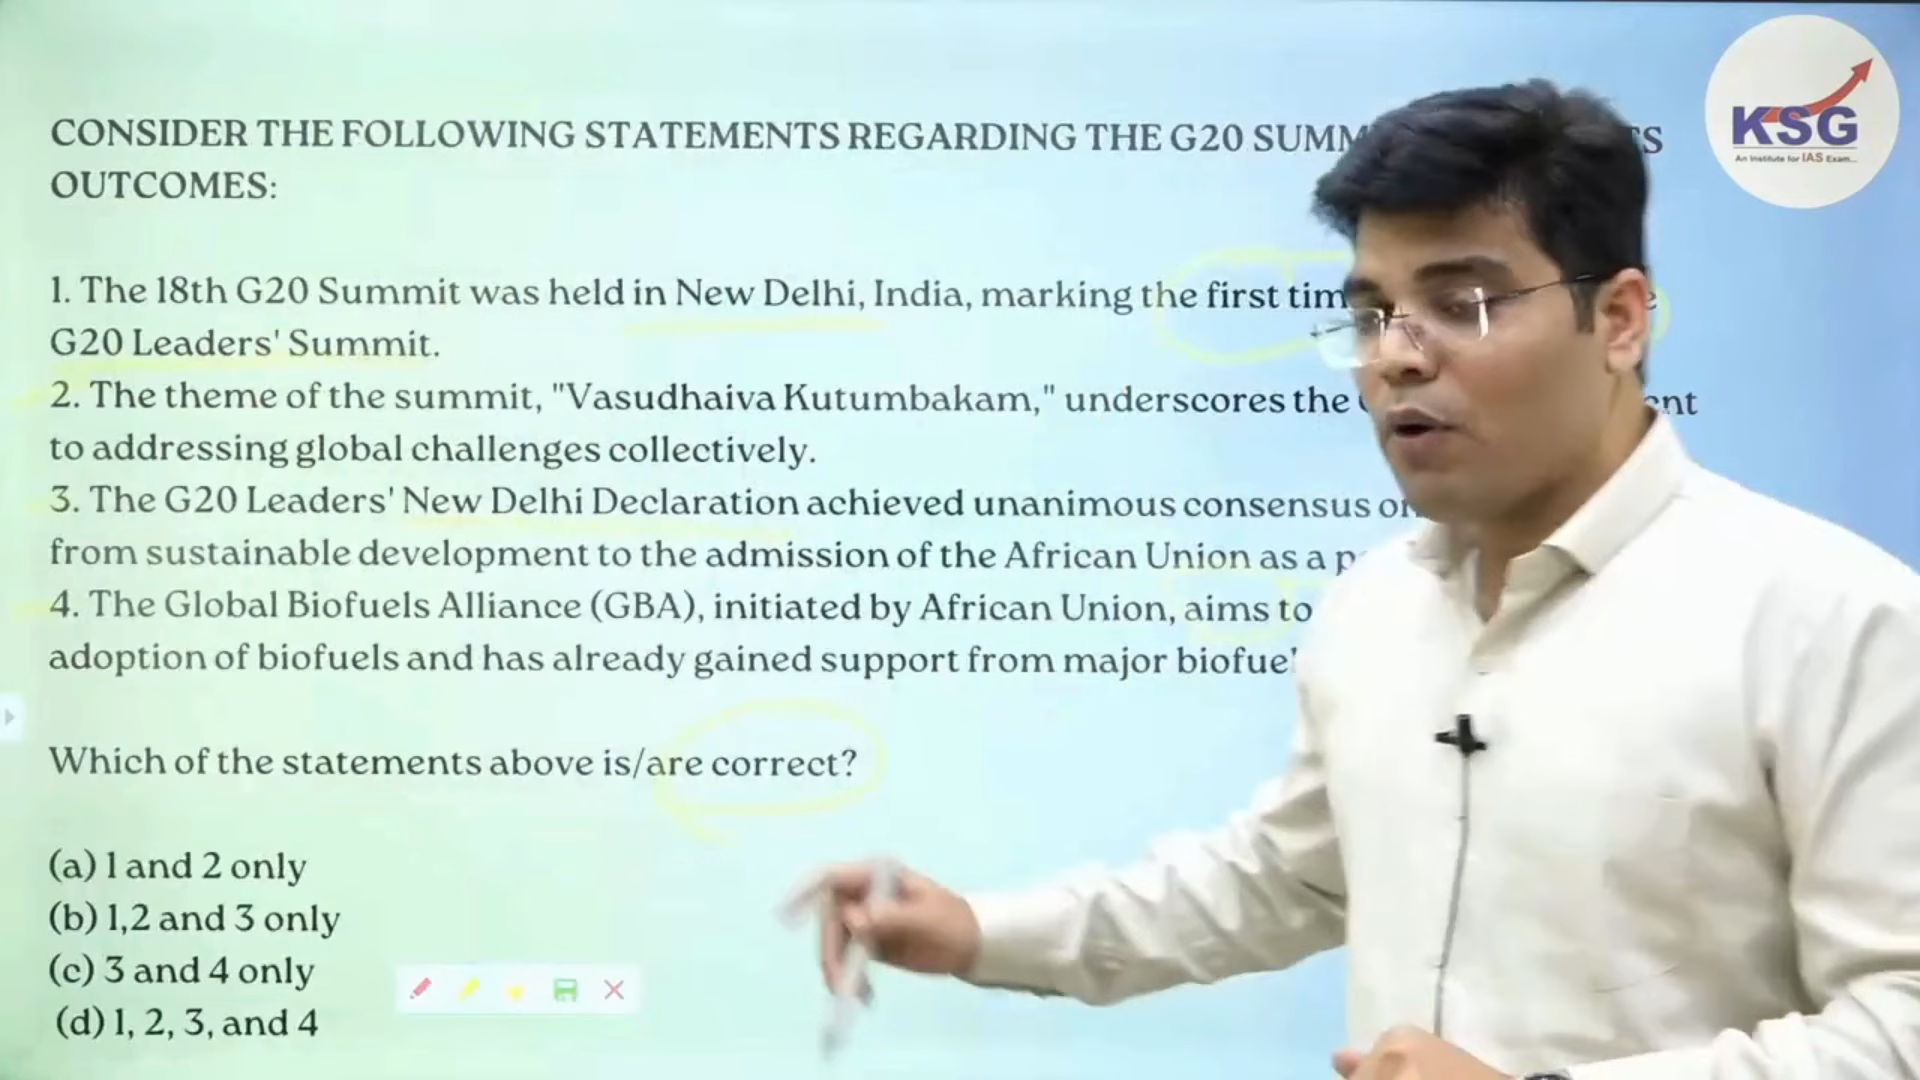 CONSIDER THE FOLLOWING STATEMENTS REGARDING THE G20 SUMM
OUTCOMES:
1. The 18th G20 Summit was held in New Delhi, India, marking the first tim
G20 Leaders' Summit.
2. The theme of the summit, "Vasudhaiva Kutumbakam," underscores the
to addressing global challenges collectively.
3. The G20 Leaders' New Delhi Declaration achieved unanimous consensus
from sustainable development to the admission of the African Union as a
4. The Global Biofuels Alliance (GBA), initiated by African Union, aims to
adoption of biofuels and has already gained support from major
Which of the statements above is/are correct?
(a) 1 and 2 only
(b) 1,2 and 3 only
(c) 3 and 4 only
(d) 1, 2, 3, and 4
KSG
An Institute for IAS Exam...